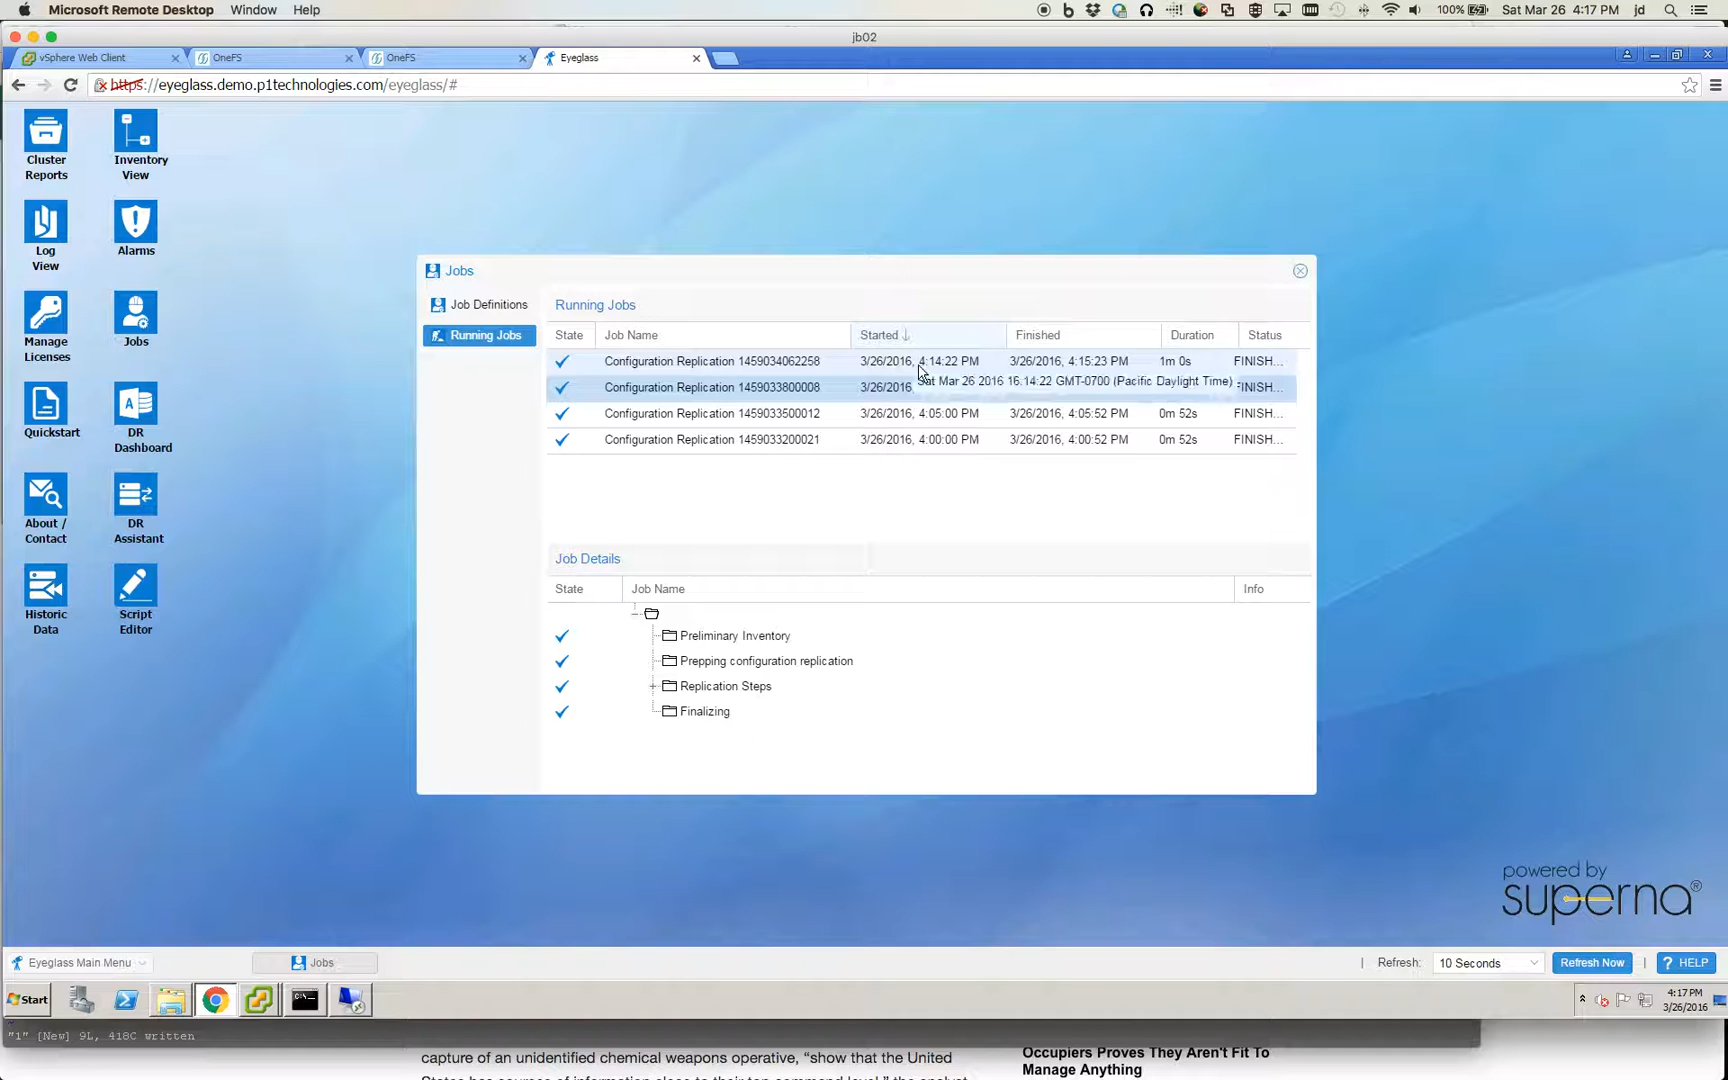 Microsoft Remote Desktop Window Help 100% Sat Mar 26 4:17 PM jd
jb02
vSphere Web Client OneFS OneFS Eyeglass
https://eyeglass.demo.p1technologies.com/eyeglass/#
Cluster Reports
Inventory View
Log View
Alarms
Manage Licenses
Jobs
Quickstart
DR Dashboard
About / Contact
DR Assistant
Historic Data
Script Editor
Jobs
Job Definitions
Running Jobs
Running Jobs
State Job Name Started Finished Duration Status
Configuration Replication 1459034062258 3/26/2016, 4:14:22 PM 3/26/2016, 4:15:23 PM 1m 0s FINISH...
Configuration Replication 1459033800008 3/26/2016 Sat Mar 26 2016 16:14:22 GMT-0700 (Pacific Daylight Time) FINISH...
Configuration Replication 1459033500012 3/26/2016, 4:05:00 PM 3/26/2016, 4:05:52 PM 0m 52s FINISH...
Configuration Replication 1459033200021 3/26/2016, 4:00:00 PM 3/26/2016, 4:00:52 PM 0m 52s FINISH...
Job Details
State Job Name Info
Preliminary Inventory
Prepping configuration replication
Replication Steps
Finalizing
powered by
superna®
Eyeglass Main Menu Jobs Refresh: 10 Seconds Refresh Now ? HELP
Start 4:17 PM
3/26/2016
"1" [New] 9L, 418C written
capture of an unidentified chemical weapons operative, “show that the United
Occupiers Proves They Aren't Fit To
Manage Anything